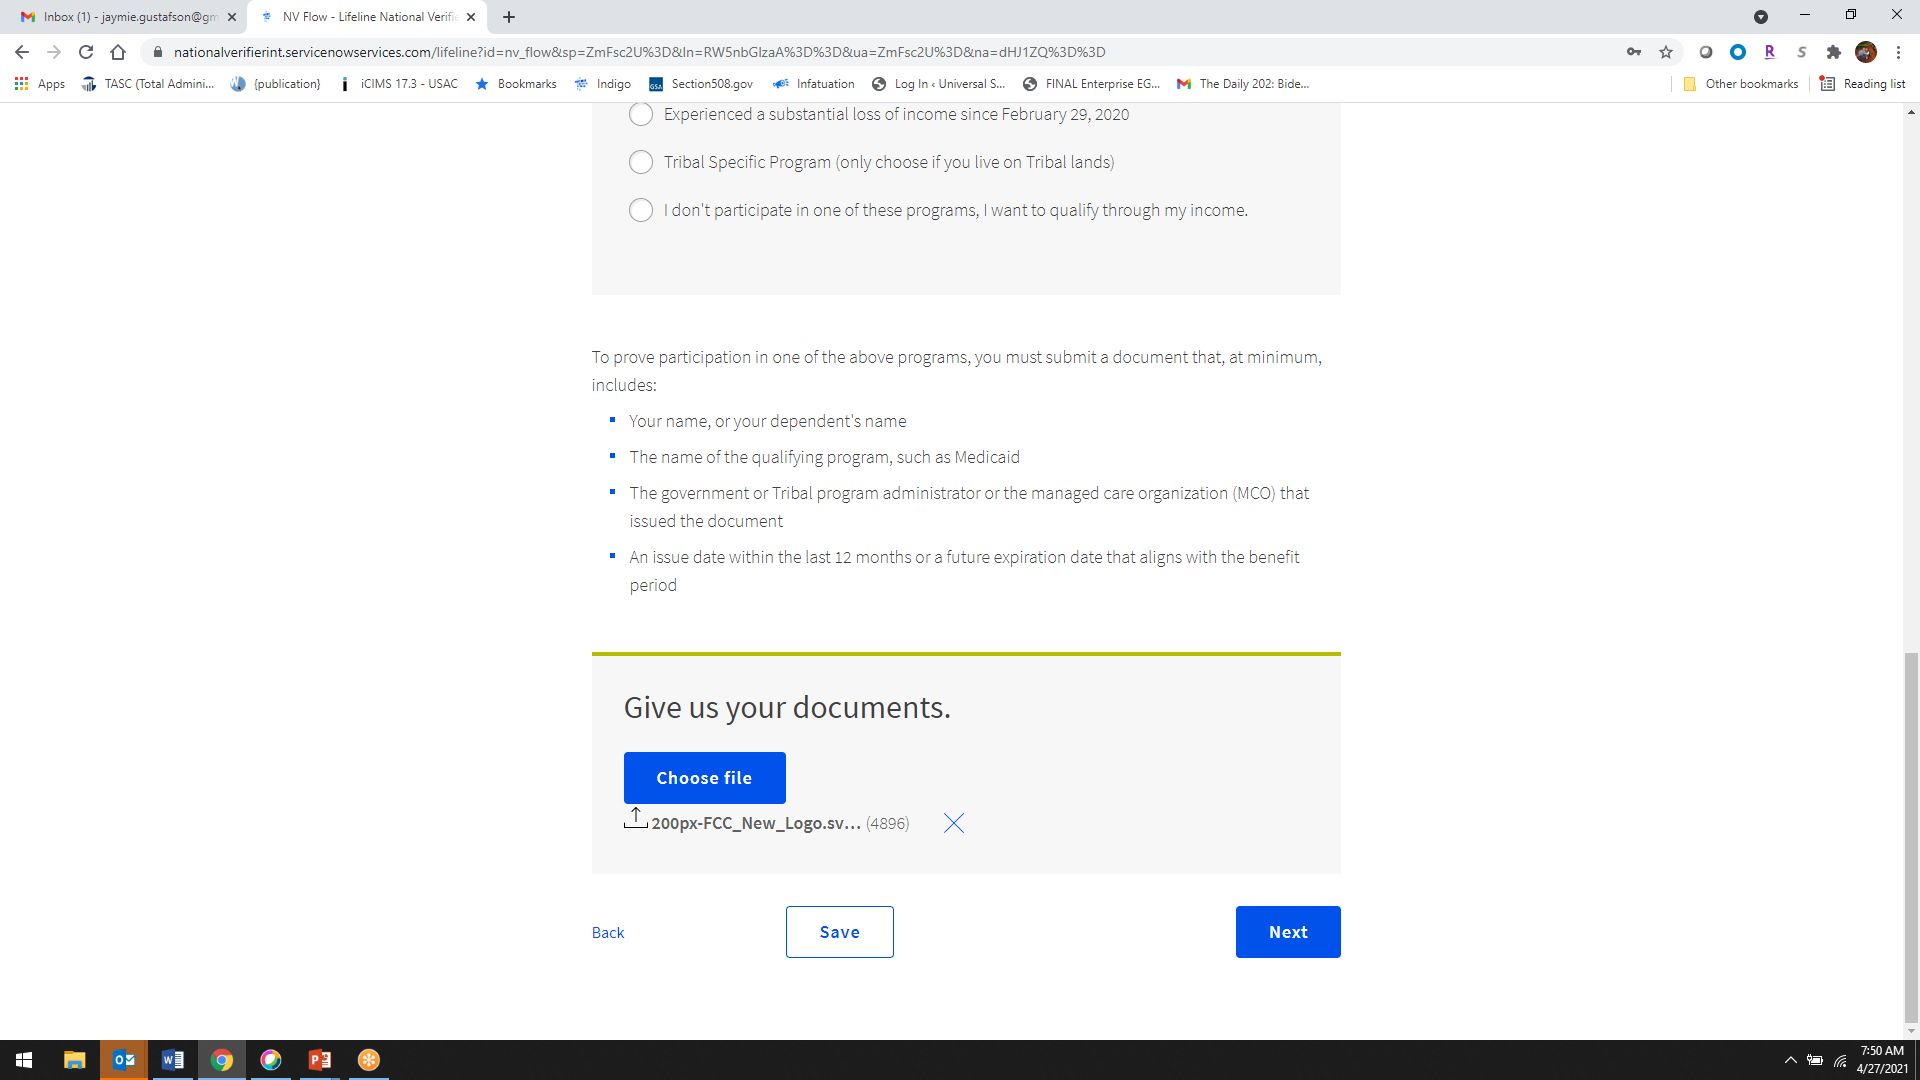 Inbox (1) - jaymie.gustafson@gm
NV Flow - Lifeline National Verifie
nationalverifierint.servicenowservices.com/lifeline?id=nv_flow&sp=ZmFsc2U%3D&ln=RW5nbGlzaA%3D%3D&ua=ZmFsc2U%3D&na=dHJ1ZQ%3D%3D
Apps TASC (Total Admini... {publication} iCIMS 17.3 - USAC Bookmarks Indigo Section508.gov Infatuation Log In ‹ Universal S... FINAL Enterprise EG... The Daily 202: Bide... Other bookmarks Reading list
Experienced a substantial loss of income since February 29, 2020
Tribal Specific Program (only choose if you live on Tribal lands)
I don't participate in one of these programs, I want to qualify through my income.
To prove participation in one of the above programs, you must submit a document that, at minimum,
includes:
Your name, or your dependent's name
The name of the qualifying program, such as Medicaid
The government or Tribal program administrator or the managed care organization (MCO) that
issued the document
An issue date within the last 12 months or a future expiration date that aligns with the benefit
period
Give us your documents.
Choose file
200px-FCC_New_Logo.sv... (4896)
Back Save Next
7:50 AM
4/27/2021